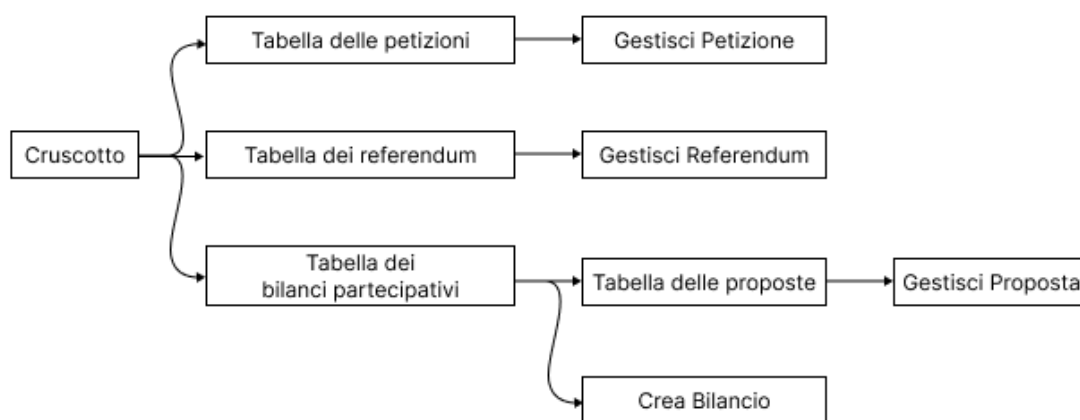 Tabella delle petizioni
Gestisci Petizione
Cruscotto
Tabella dei referendum
Gestisci Referendum
Tabella dei
bilanci partecipativi
Tabella delle proposte
Gestisci Proposta
Crea Bilancio